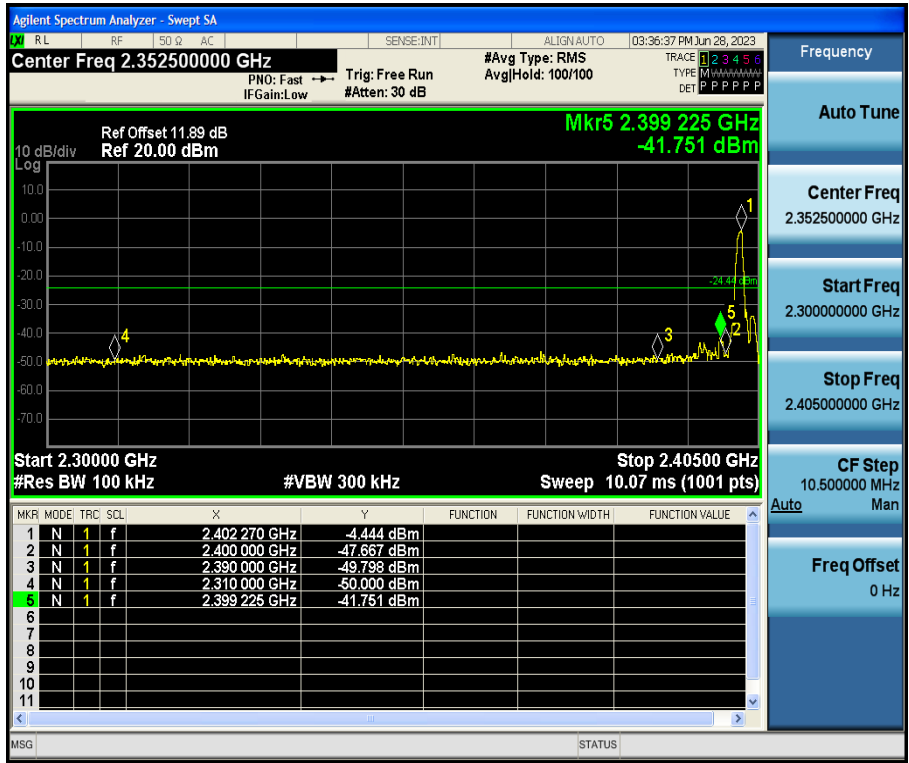 Agilent Spectrum Analyzer - Swept SA
LXI RL RF 50 Ω AC SENSE:INT ALIGN AUTO 03:36:37 PM Jun 28, 2023
Center Freq 2.352500000 GHz
PNO: Fast
IFGain:Low
Trig: Free Run
#Atten: 30 dB
#Avg Type: RMS
Avg|Hold: 100/100
TRACE 1 2 3 4 5 6
TYPE M WWWWW
DET P P P P P P
Frequency
Ref Offset 11.89 dB
10 dB/div Ref 20.00 dBm
Log
Mkr5 2.399 225 GHz
-41.751 dBm
10.0
0.00
-10.0
-20.0
-30.0
-40.0
-50.0
-60.0
-70.0
1
-24.44 dBm
5
2
3
4
Start 2.30000 GHz Stop 2.40500 GHz
#Res BW 100 kHz #VBW 300 kHz Sweep 10.07 ms (1001 pts)
MKR MODE TRC SCL X Y FUNCTION FUNCTION WIDTH FUNCTION VALUE
1 N 1 f 2.402 270 GHz -4.444 dBm
2 N 1 f 2.400 000 GHz -47.667 dBm
3 N 1 f 2.390 000 GHz -49.798 dBm
4 N 1 f 2.310 000 GHz -50.000 dBm
5 N 1 f 2.399 225 GHz -41.751 dBm
6
7
8
9
10
11
MSG STATUS
Auto Tune
Center Freq
2.352500000 GHz
Start Freq
2.300000000 GHz
Stop Freq
2.405000000 GHz
CF Step
10.500000 MHz
Auto Man
Freq Offset
0 Hz